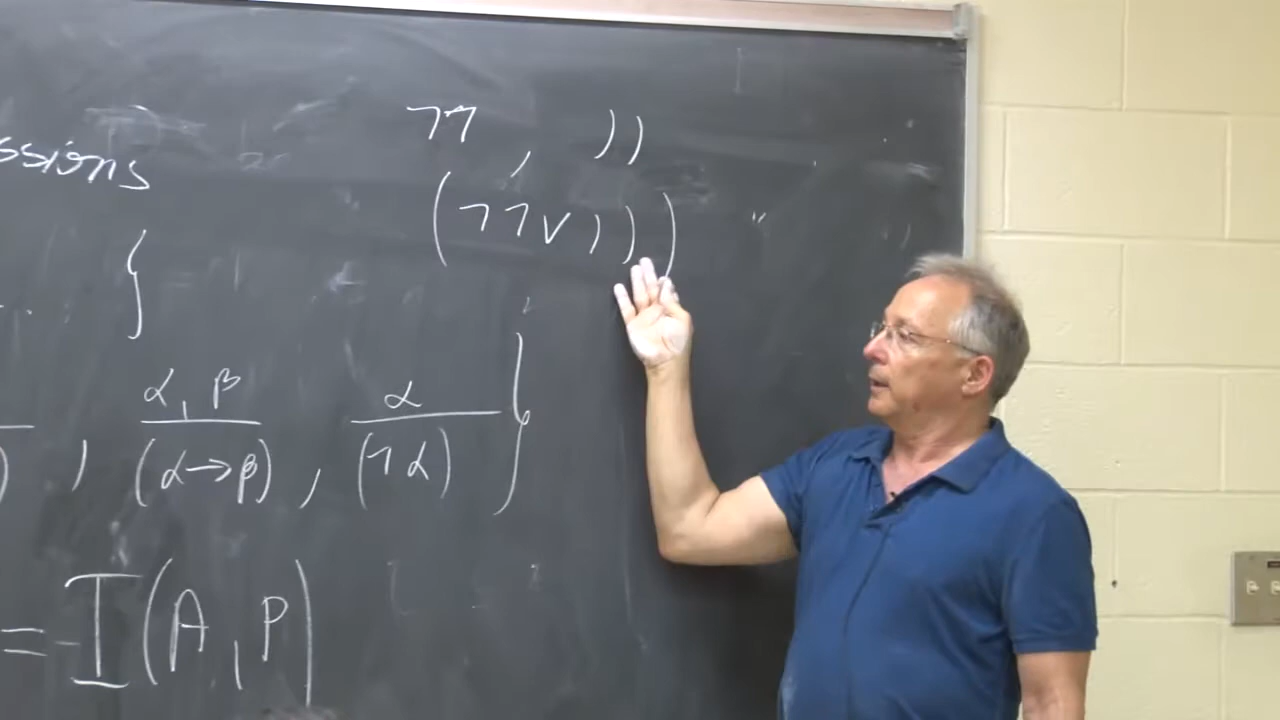 ¬¬ , ))
ssions
(¬¬∨)))
{
α, β α }
) , (α→β) , (¬α)
= I(A, P)